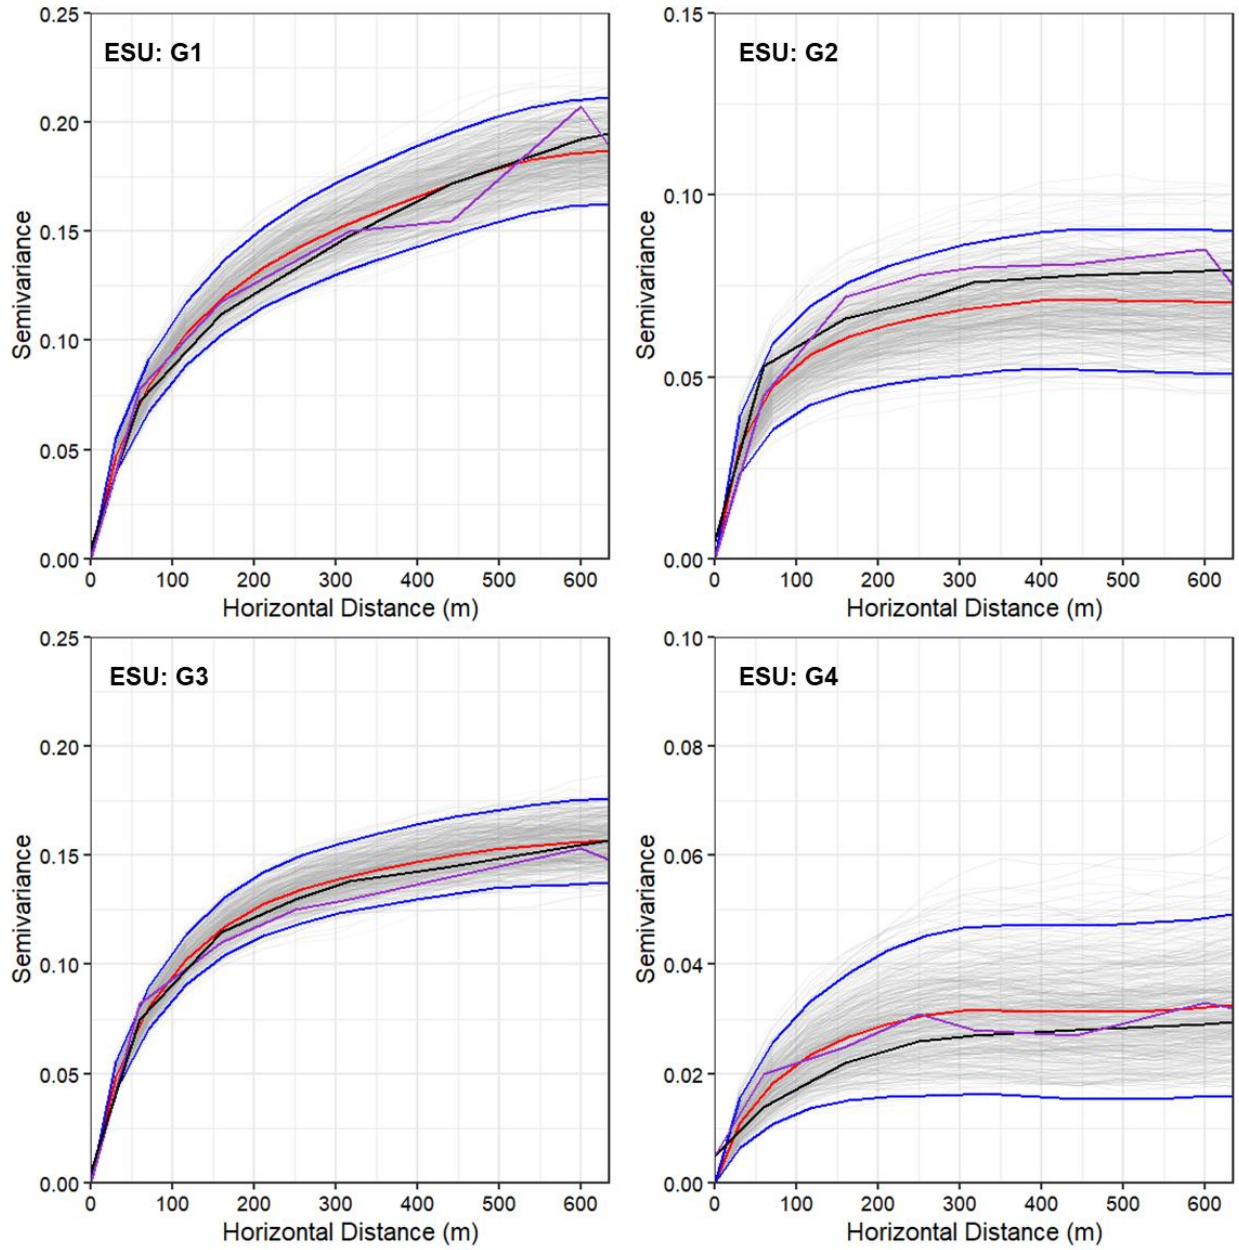 ESU: G1
Semivariance
0.25
0.20
0.15
0.10
0.05
0.00
0 100 200 300 400 500 600
Horizontal Distance (m)
ESU: G2
Semivariance
0.15
0.10
0.05
0.00
0 100 200 300 400 500 600
Horizontal Distance (m)
ESU: G3
Semivariance
0.25
0.20
0.15
0.10
0.05
0.00
0 100 200 300 400 500 600
Horizontal Distance (m)
ESU: G4
Semivariance
0.10
0.08
0.06
0.04
0.02
0.00
0 100 200 300 400 500 600
Horizontal Distance (m)